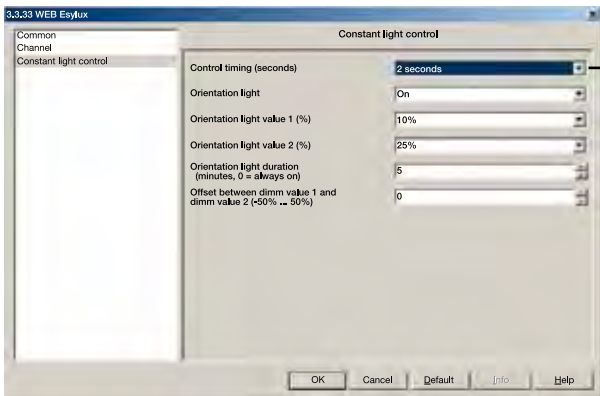 3.3.33 WEB Esylux
Common
Channel
Constant light control
Constant light control
Control timing (seconds)
2 seconds
Orientation light
On
Orientation light value 1 (%)
10%
Orientation light value 2 (%)
25%
Orientation light duration
(minutes, 0 = always on)
5
Offset between dimm value 1 and
dimm value 2 (-50% ... 50%)
0
OK Cancel Default Info Help